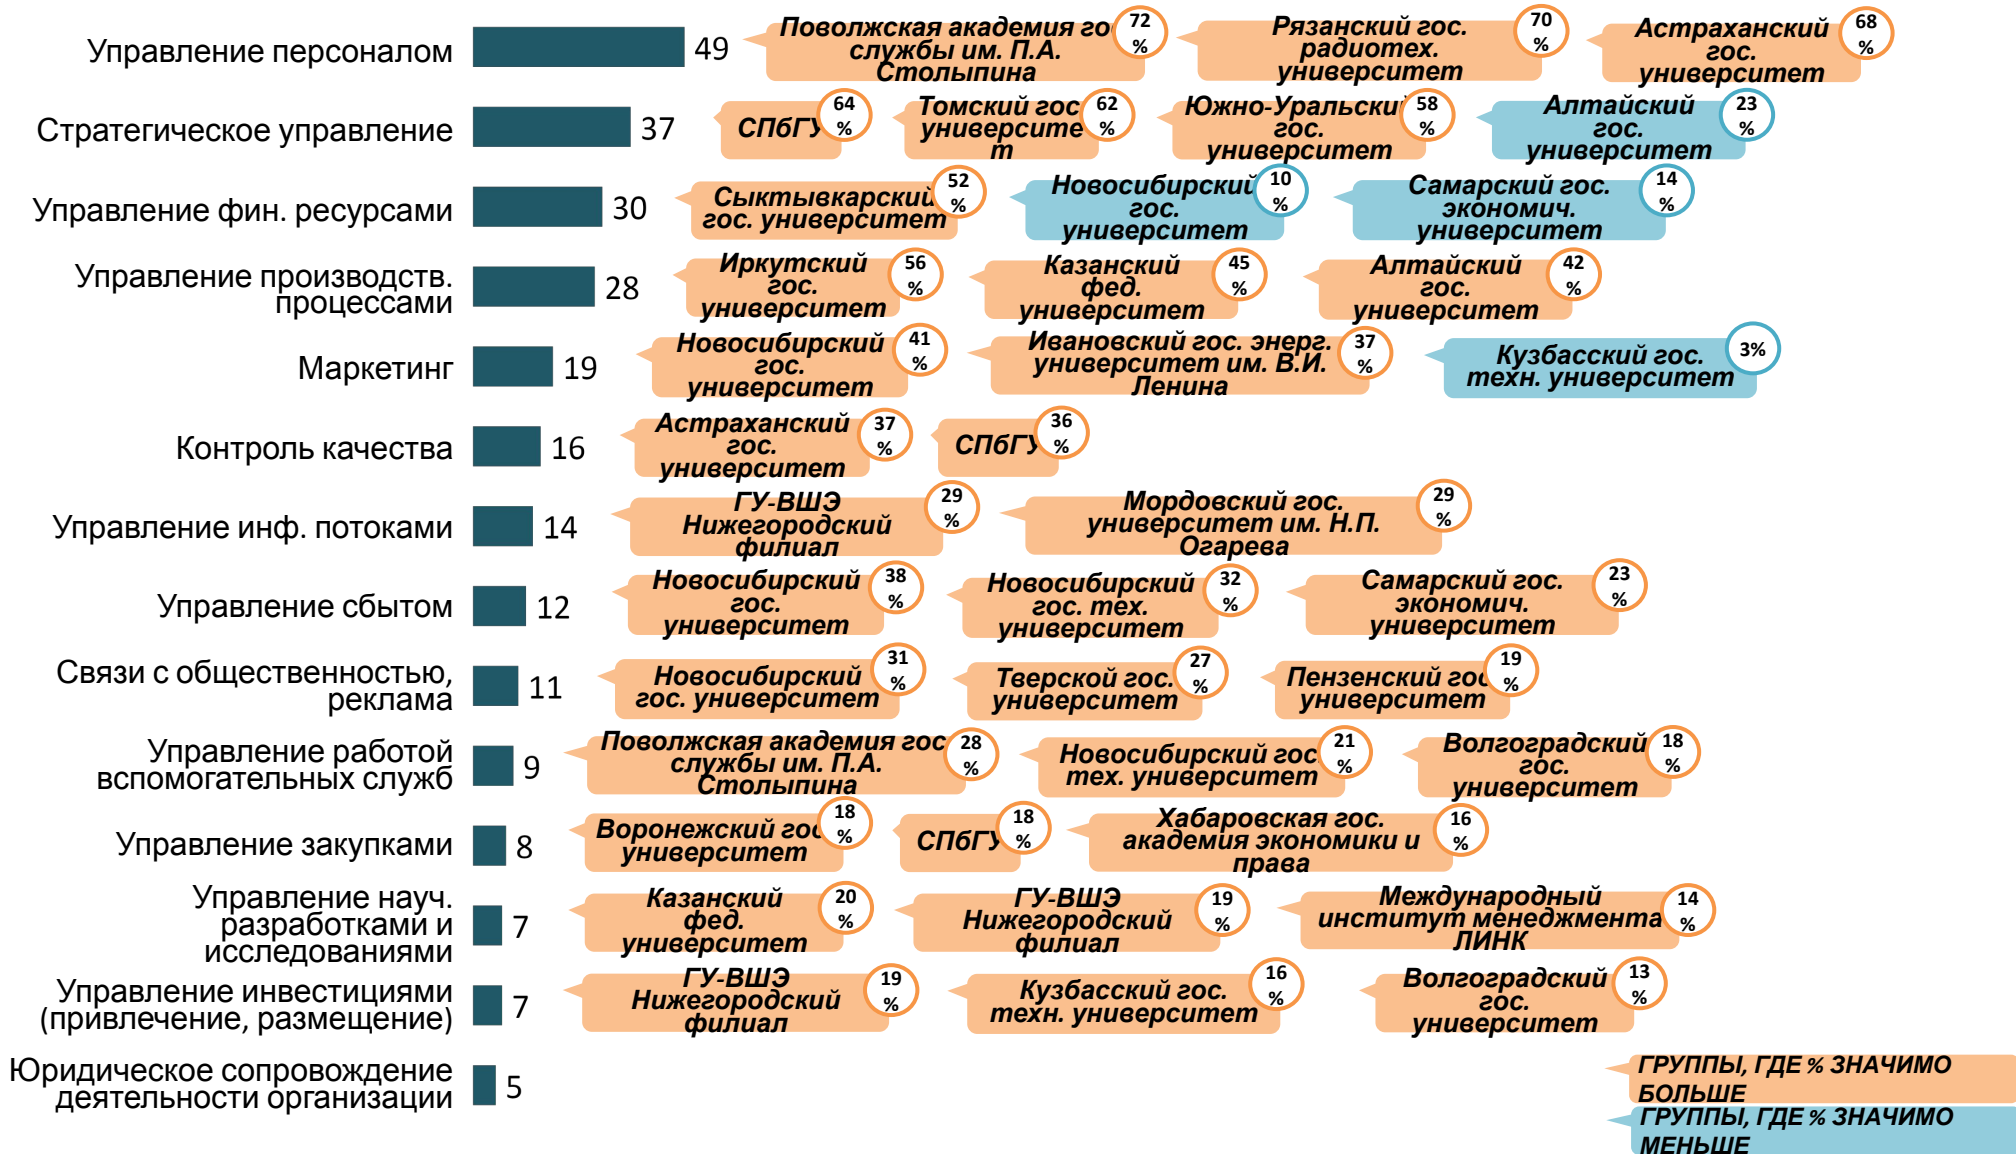 Управление персоналом
49
Поволжская академия го
службы им. П.А.
Столыпина
72
%
Рязанский гос.
радиотех.
университет
70
%
Астраханский
гос.
университет
68
%
Стратегическое управление
37
СПбГУ
64
%
Томский гос
университе
т
62
%
Южно-Уральский
гос.
университет
58
%
Алтайский
гос.
университет
23
%
Управление фин. ресурсами
30
Сыктывкарский
гос. университет
52
%
Новосибирский
гос.
университет
10
%
Самарский гос.
экономич.
университет
14
%
Управление производств.
процессами
28
Иркутский
гос.
университет
56
%
Казанский
фед.
университет
45
%
Алтайский
гос.
университет
42
%
Маркетинг
19
Новосибирский
гос.
университет
41
%
Ивановский гос. энерг.
университет им. В.И.
Ленина
37
%
Кузбасский гос.
техн. университет
3%
Контроль качества
16
Астраханский
гос.
университет
37
%
СПбГУ
36
%
Управление инф. потоками
14
ГУ-ВШЭ
Нижегородский
филиал
29
%
Мордовский гос.
университет им. Н.П.
Огарева
29
%
Управление сбытом
12
Новосибирский
гос.
университет
38
%
Новосибирский
гос. тех.
университет
32
%
Самарский гос.
экономич.
университет
23
%
Связи с общественностью,
реклама
11
Новосибирский
гос. университет
31
%
Тверской гос.
университет
27
%
Пензенский гос
университет
19
%
Управление работой
вспомогательных служб
9
Поволжская академия гос
службы им. П.А.
Столыпина
28
%
Новосибирский гос.
тех. университет
21
%
Волгоградский
гос.
университет
18
%
Управление закупками
8
Воронежский гос
университет
18
%
СПбГУ
18
%
Хабаровская гос.
академия экономики и
права
16
%
Управление науч.
разработками и
исследованиями
7
Казанский
фед.
университет
20
%
ГУ-ВШЭ
Нижегородский
филиал
19
%
Международный
институт менеджмента
ЛИНК
14
%
Управление инвестициями
(привлечение, размещение)
7
ГУ-ВШЭ
Нижегородский
филиал
19
%
Кузбасский гос.
техн. университет
16
%
Волгоградский
гос.
университет
13
%
Юридическое сопровождение
деятельности организации
5
ГРУППЫ, ГДЕ % ЗНАЧИМО
БОЛЬШЕ
ГРУППЫ, ГДЕ % ЗНАЧИМО
МЕНЬШЕ